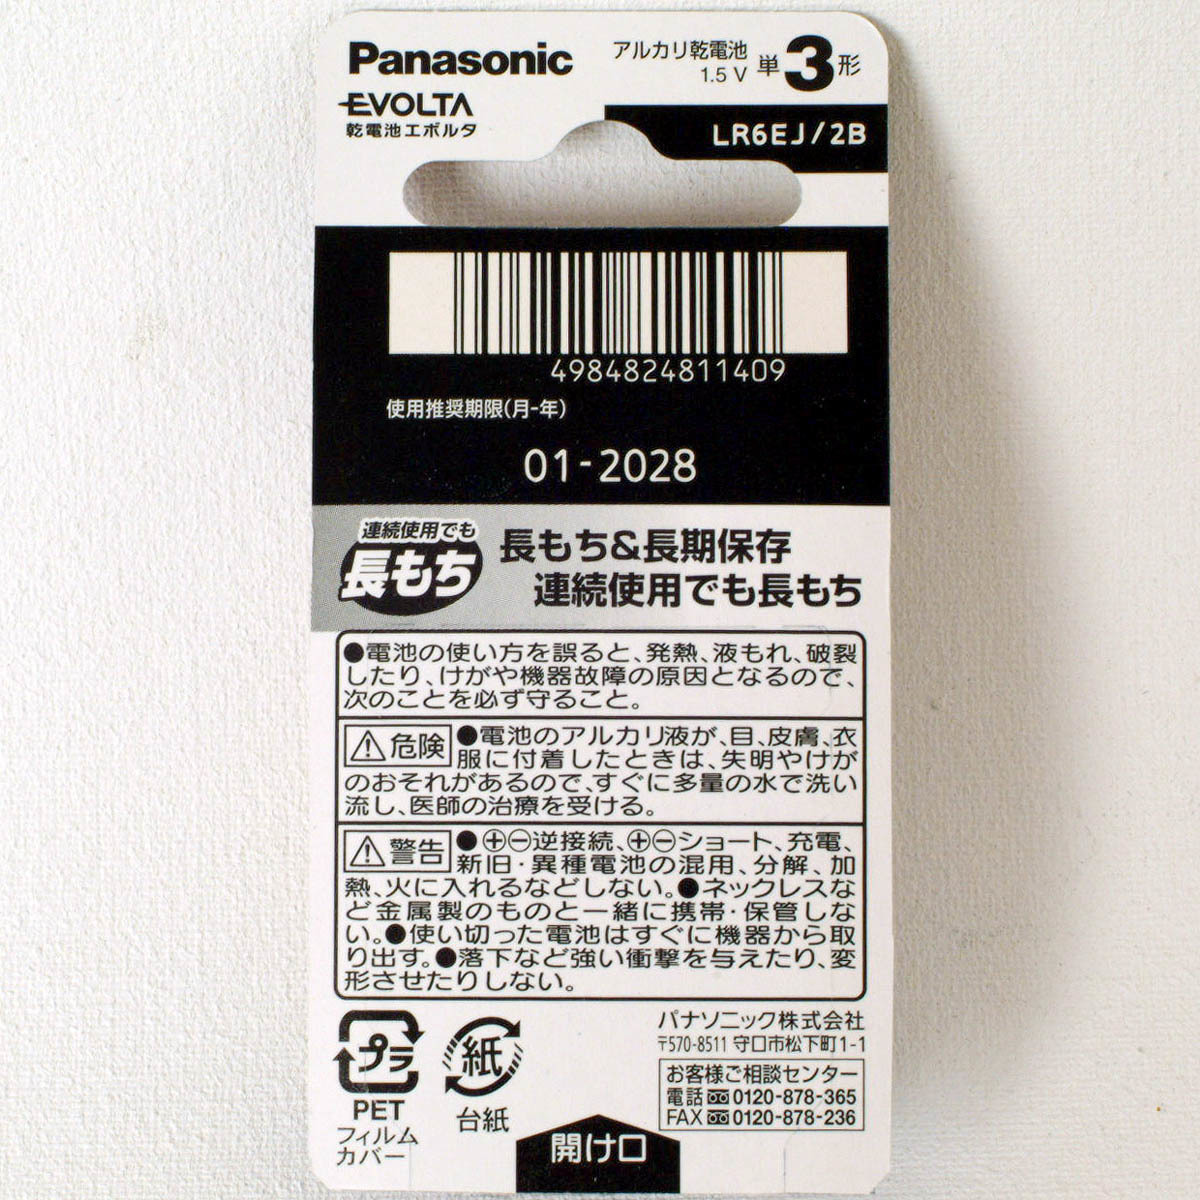 Panasonic
EVOLTA
乾電池エボルタ
アルカリ乾電池
1.5 V
単3形
LR6EJ/2B
4984824811409
使用推奨期限(月-年)
01-2028
連続使用でも
長もち
長もち&長期保存
連続使用でも長もち
●電池の使い方を誤ると、発熱、液もれ、破裂
したり、けがや機器故障の原因となるので、
次のことを必ず守ること。
危険 ●電池のアルカリ液が、目、皮膚、衣
服に付着したときは、失明やけが
のおそれがあるので、すぐに多量の水で洗い
流し、医師の治療を受ける。
警告 ●⊕⊖逆接続、⊕⊖ショート、充電、
新旧・異種電池の混用、分解、加
熱、火に入れるなどしない。●ネックレスな
ど金属製のものと一緒に携帯・保管しな
い。●使い切った電池はすぐに機器から取
り出す。●落下など強い衝撃を与えたり、変
形させたりしない。
プラ
PET
フィルム
カバー
紙
台紙
パナソニック株式会社
〒570-8511 守口市松下町1-1
お客様ご相談センター
電話 0120-878-365
FAX 0120-878-236
開け口